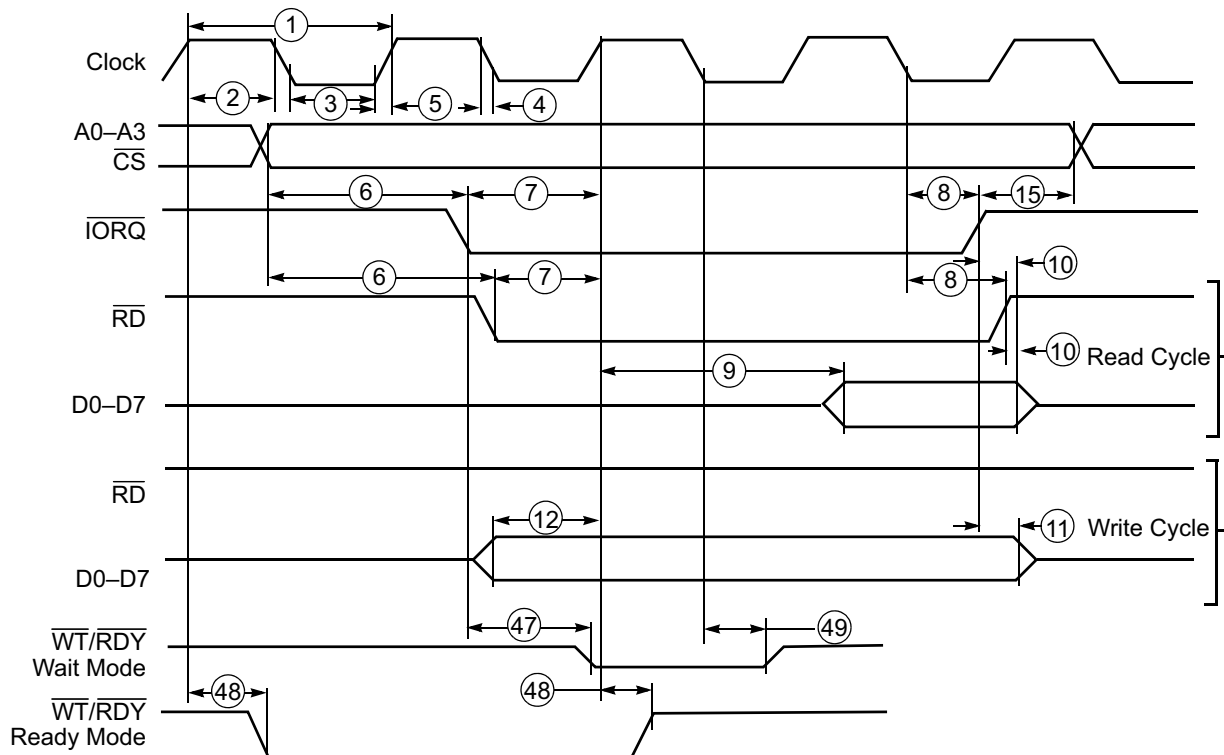 1
Clock
2 3 5 4
A0–A3
CS
6 7 8 15
IORQ
6 7 8 10
RD
10 Read Cycle
9
D0–D7
RD
12 11 Write Cycle
D0–D7
47 49
WT/RDY
Wait Mode
48 48
WT/RDY
Ready Mode